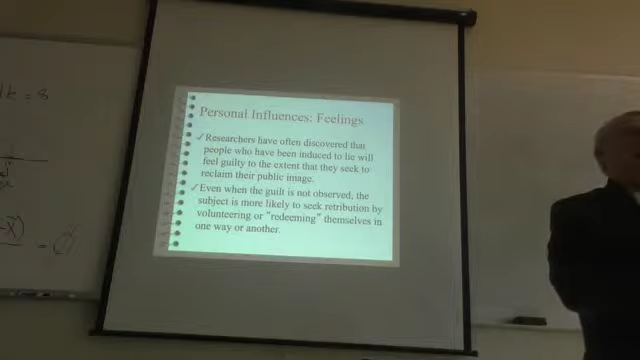 k = 8
Personal Influences: Feelings
✓Researchers have often discovered that
people who have been induced to lie will
feel guilty to the extent that they seek to
reclaim their public image.
✓Even when the guilt is not observed, the
subject is more likely to seek retribution by
volunteering or "redeeming" themselves in
one way or another.